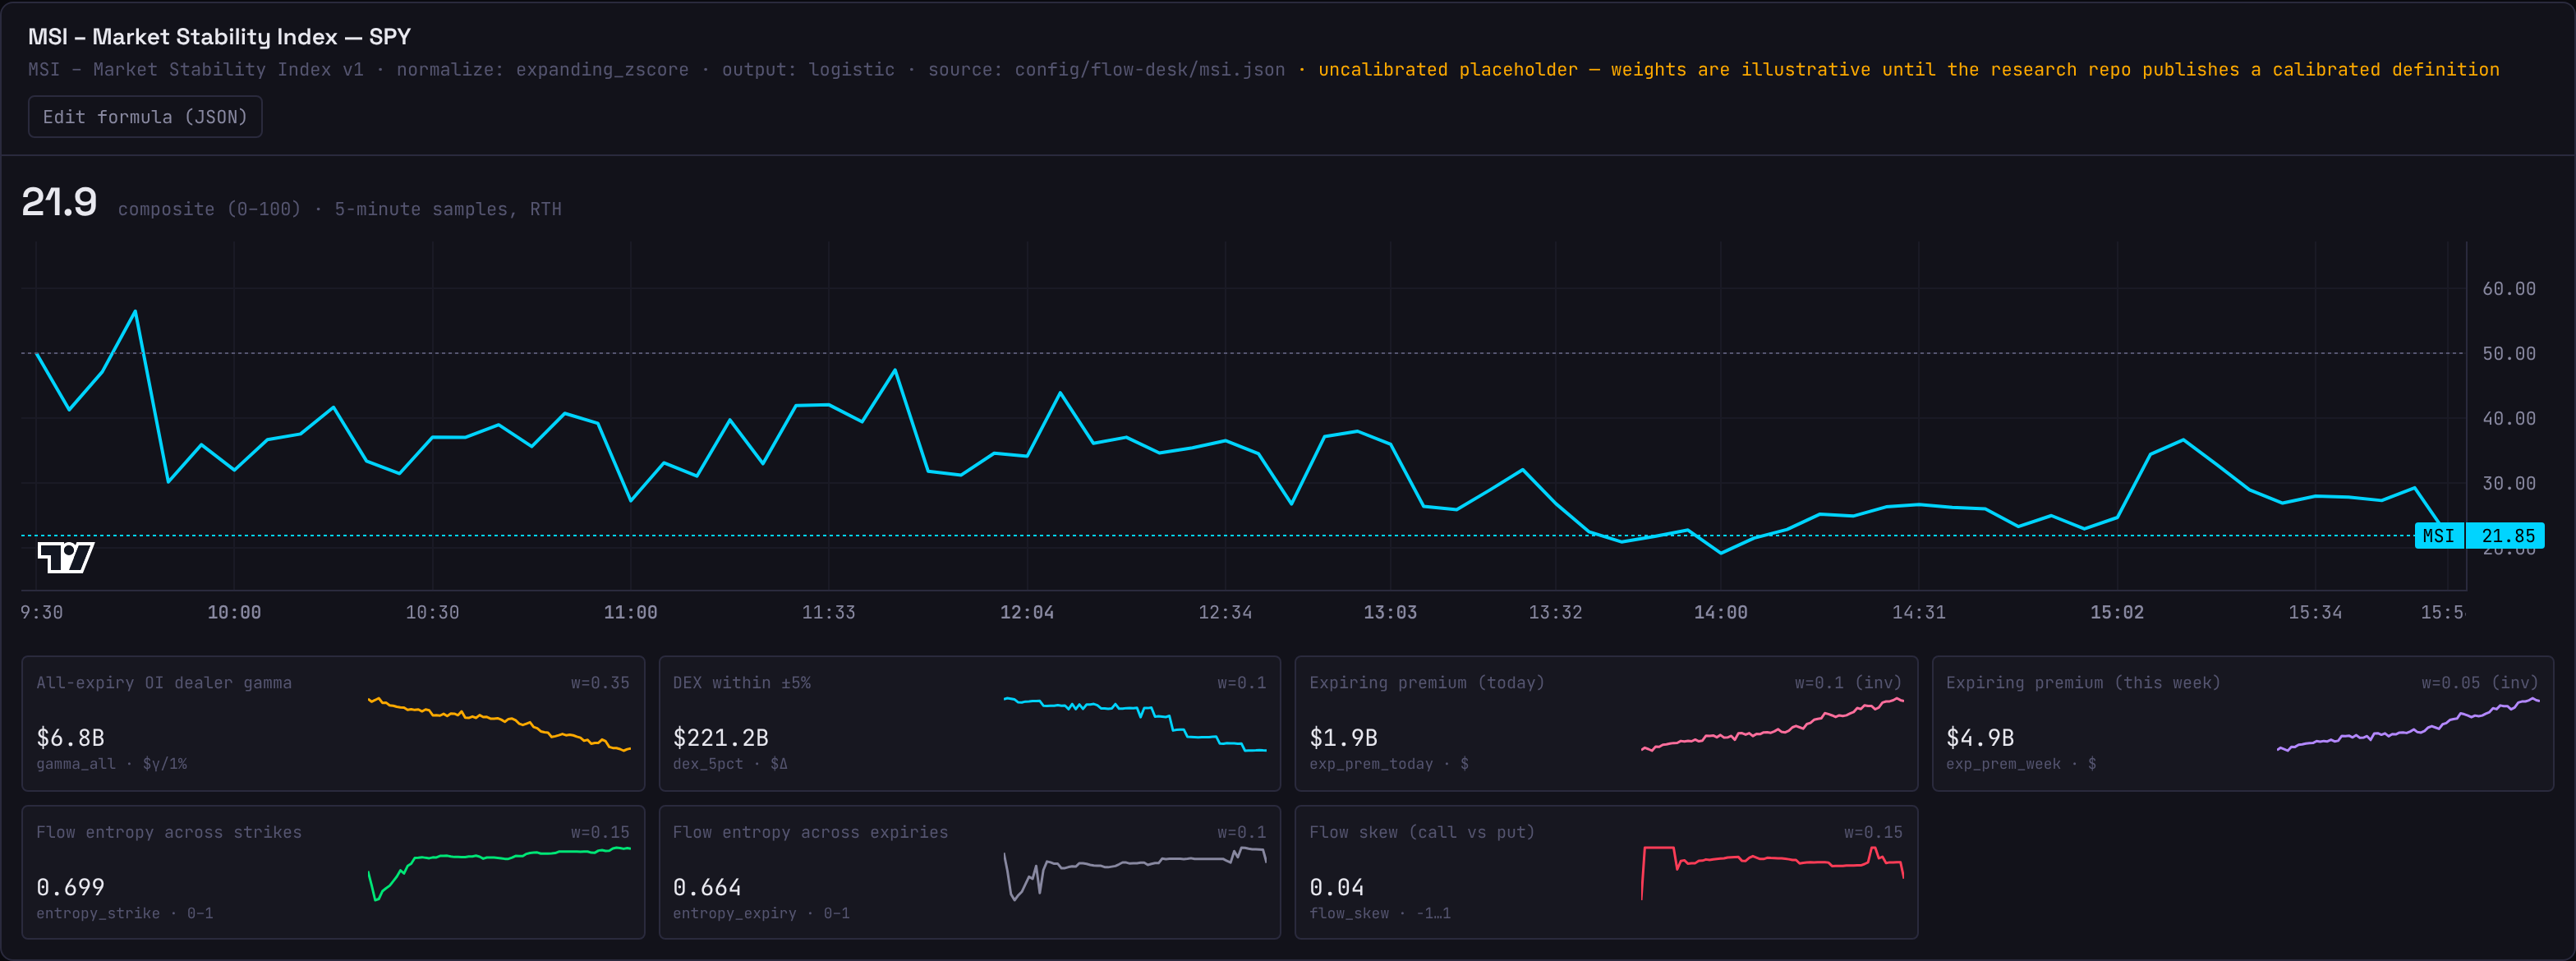 MSI – Market Stability Index — SPY
MSI – Market Stability Index v1 · normalize: expanding_zscore · output: logistic · source: config/flow-desk/msi.json · uncalibrated placeholder — weights are illustrative until the research repo publishes a calibrated definition
Edit formula (JSON)
21.9 composite (0–100) · 5-minute samples, RTH
60.00
50.00
40.00
30.00
MSI 21.85
9:30 10:00 10:30 11:00 11:33 12:04 12:34 13:03 13:32 14:00 14:31 15:02 15:34
All-expiry OI dealer gamma w=0.35
$6.8B
gamma_all · $γ/1%
DEX within ±5% w=0.1
$221.2B
dex_5pct · $Δ
Expiring premium (today) w=0.1 (inv)
$1.9B
exp_prem_today · $
Expiring premium (this week) w=0.05 (inv)
$4.9B
exp_prem_week · $
Flow entropy across strikes w=0.15
0.699
entropy_strike · 0–1
Flow entropy across expiries w=0.1
0.664
entropy_expiry · 0–1
Flow skew (call vs put) w=0.15
0.04
flow_skew · -1…1